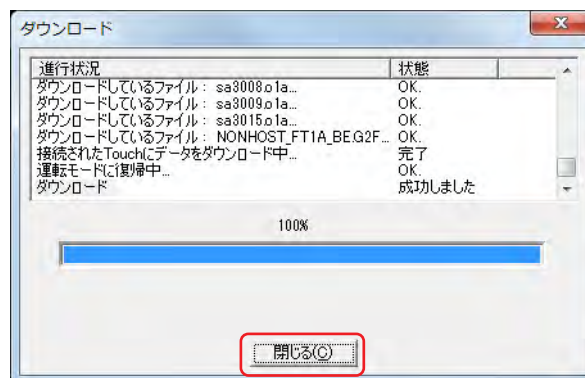 ダウンロード
進行状況 状態
ダウンロードしているファイル： sa3008.o1a... OK.
ダウンロードしているファイル： sa3009.o1a... OK.
ダウンロードしているファイル： sa3015.o1a... OK.
ダウンロードしているファイル： NONHOST_FT1A_BE.G2F... OK.
接続されたTouchにデータをダウンロード中... 完了
運転モードに復帰中... OK.
ダウンロード 成功しました
100%
閉じる(C)